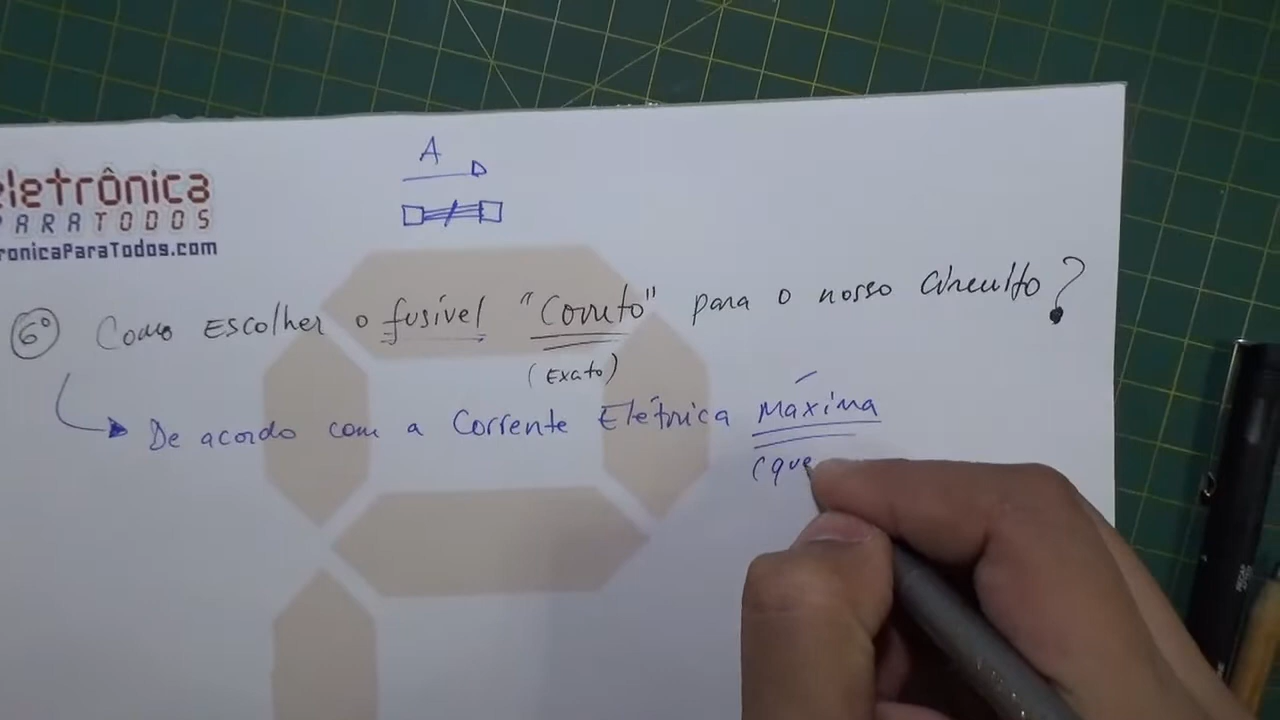 eletrônica
PARATODOS
ronicaParaTodos.com
A
6º Como Escolher o fusível "Correto" para o nosso circuito?
(Exato)
De acordo com a Corrente Elétrica Máxima
(que